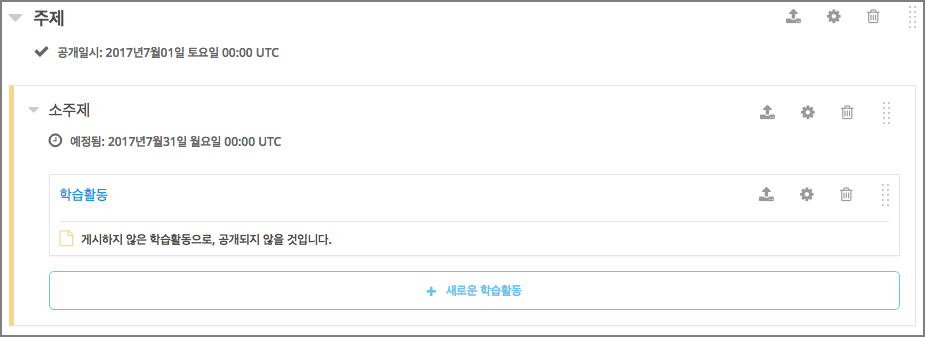 주제
공개일시: 2017년7월01일 토요일 00:00 UTC
소주제
예정됨: 2017년7월31일 월요일 00:00 UTC
학습활동
게시하지 않은 학습활동으로, 공개되지 않을 것입니다.
+ 새로운 학습활동